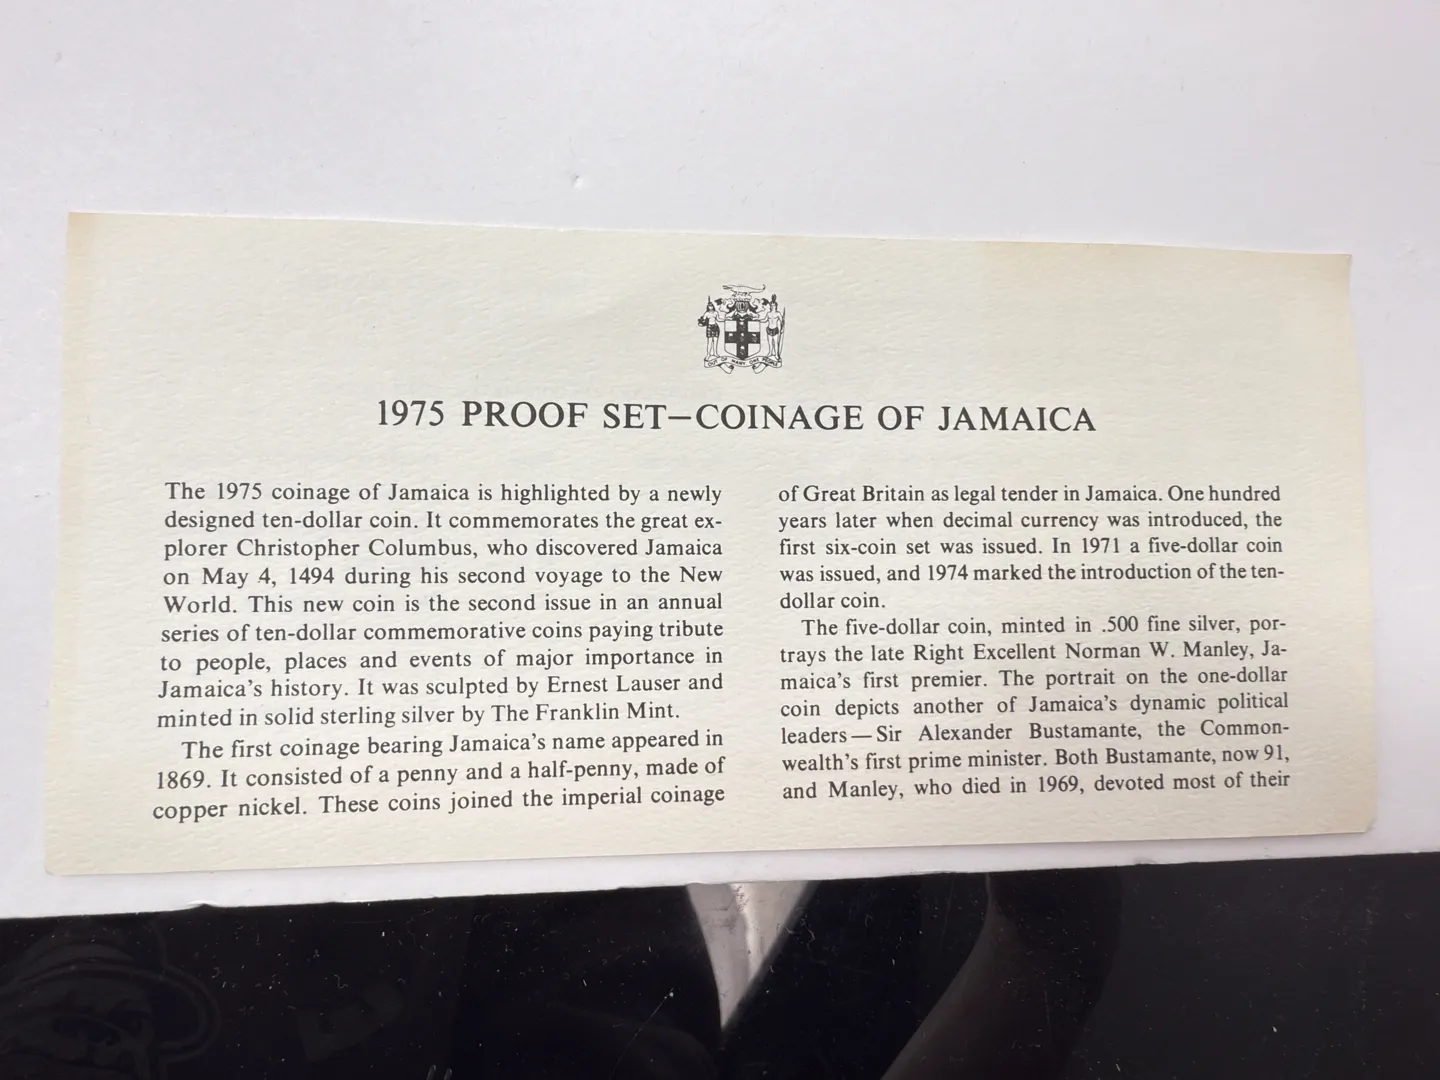 OUT OF MANY, ONE PEOPLE
1975 PROOF SET—COINAGE OF JAMAICA
The 1975 coinage of Jamaica is highlighted by a newly
designed ten-dollar coin. It commemorates the great ex-
plorer Christopher Columbus, who discovered Jamaica
on May 4, 1494 during his second voyage to the New
World. This new coin is the second issue in an annual
series of ten-dollar commemorative coins paying tribute
to people, places and events of major importance in
Jamaica's history. It was sculpted by Ernest Lauser and
minted in solid sterling silver by The Franklin Mint.
The first coinage bearing Jamaica's name appeared in
1869. It consisted of a penny and a half-penny, made of
copper nickel. These coins joined the imperial coinage
of Great Britain as legal tender in Jamaica. One hundred
years later when decimal currency was introduced, the
first six-coin set was issued. In 1971 a five-dollar coin
was issued, and 1974 marked the introduction of the ten-
dollar coin.
The five-dollar coin, minted in .500 fine silver, por-
trays the late Right Excellent Norman W. Manley, Ja-
maica's first premier. The portrait on the one-dollar
coin depicts another of Jamaica's dynamic political
leaders—Sir Alexander Bustamante, the Common-
wealth's first prime minister. Both Bustamante, now 91,
and Manley, who died in 1969, devoted most of their